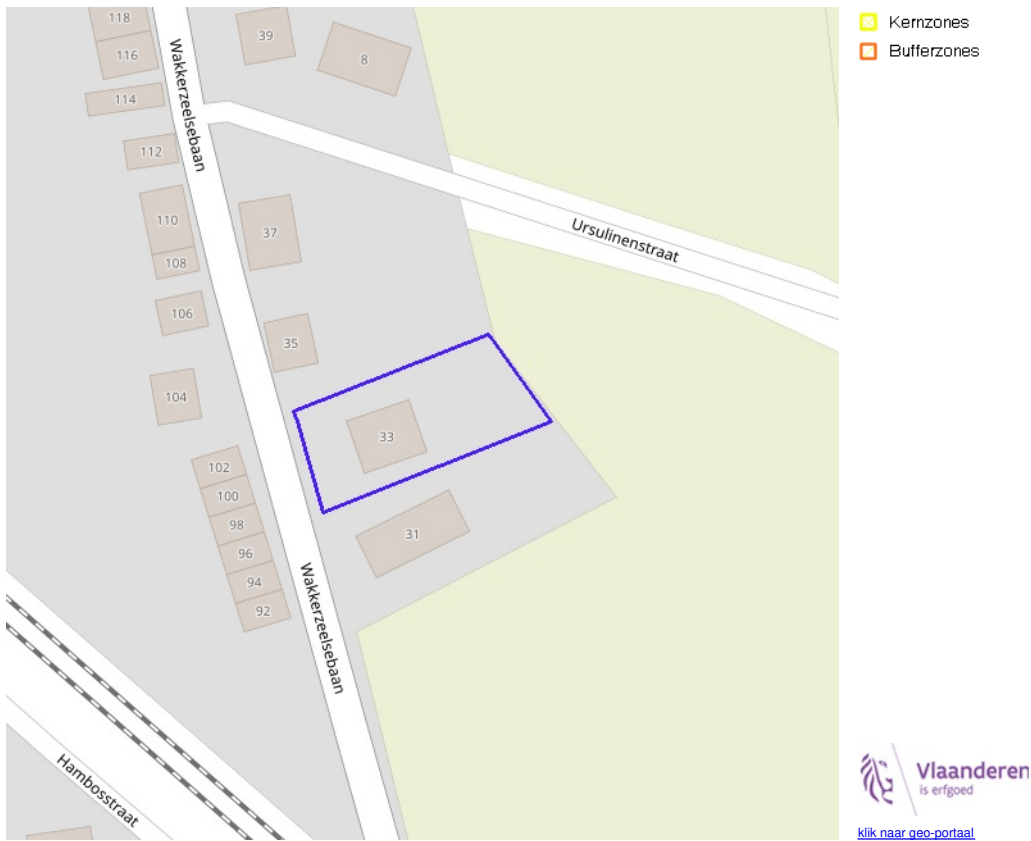 118
116
114
112
110
108
106
104
102
100
98
96
94
92
39
8
37
35
33
31
Wakkerzeelsebaan
Ursulinenstraat
Wakkerzeelsebaan
Hambosstraat
Kernzones
Bufferzones
Vlaanderen
is erfgoed
klik naar geo-portaal